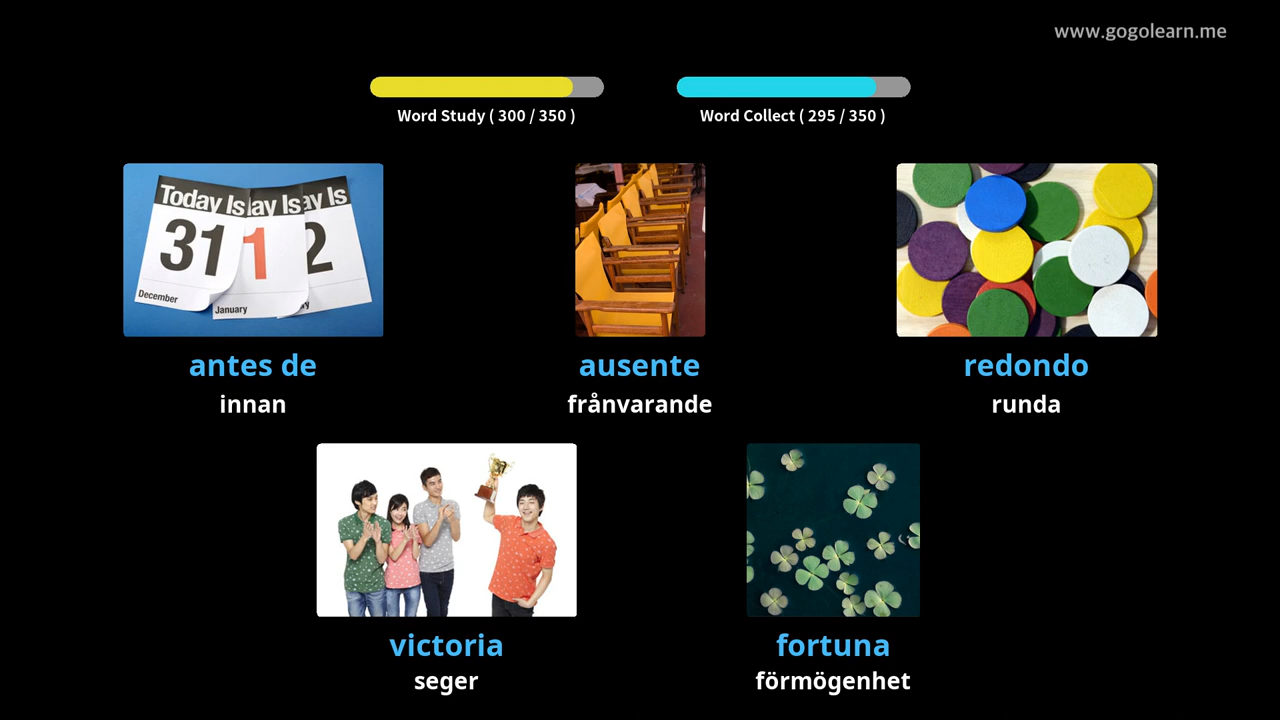 www.gogolearn.me
Word Study ( 300 / 350 )
Word Collect ( 295 / 350 )
Today Is
ay Is
ay Is
31
1
2
December
January
ry
antes de
ausente
redondo
innan
frånvarande
runda
victoria
fortuna
seger
förmögenhet